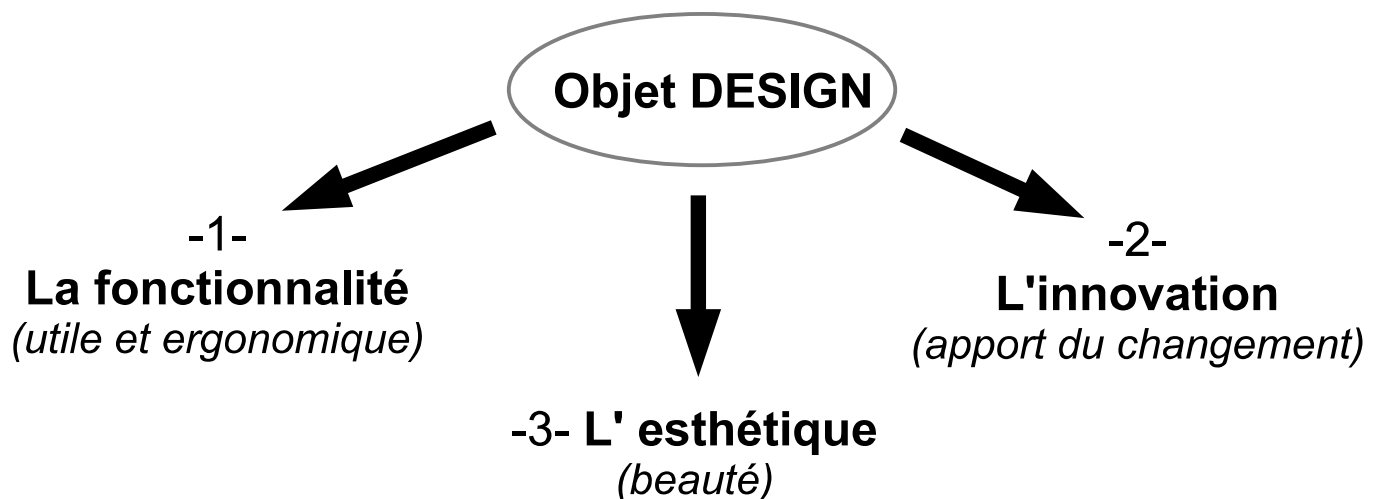 Objet DESIGN
-1-
La fonctionnalité
(utile et ergonomique)
-2-
L'innovation
(apport du changement)
-3- L' esthétique
(beauté)